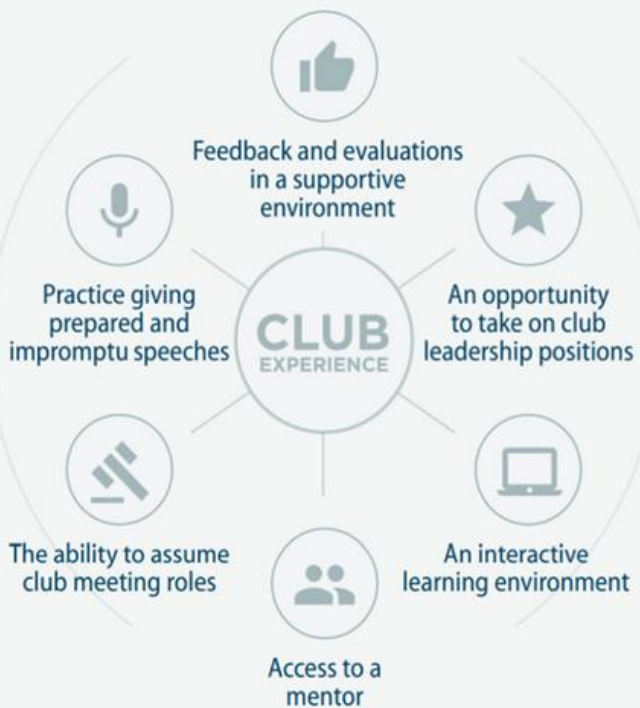 Feedback and evaluations
in a supportive
environment
Practice giving
prepared and
impromptu speeches
CLUB
EXPERIENCE
An opportunity
to take on club
leadership positions
The ability to assume
club meeting roles
An interactive
learning environment
Access to a
mentor